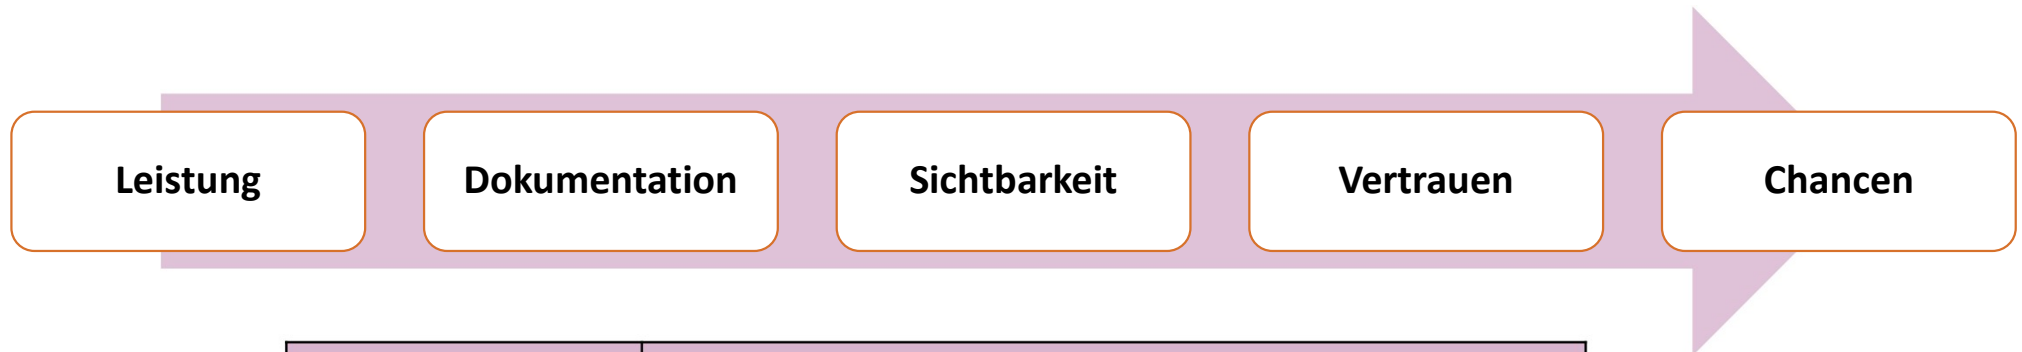 Leistung
Dokumentation
Sichtbarkeit
Vertrauen
Chancen